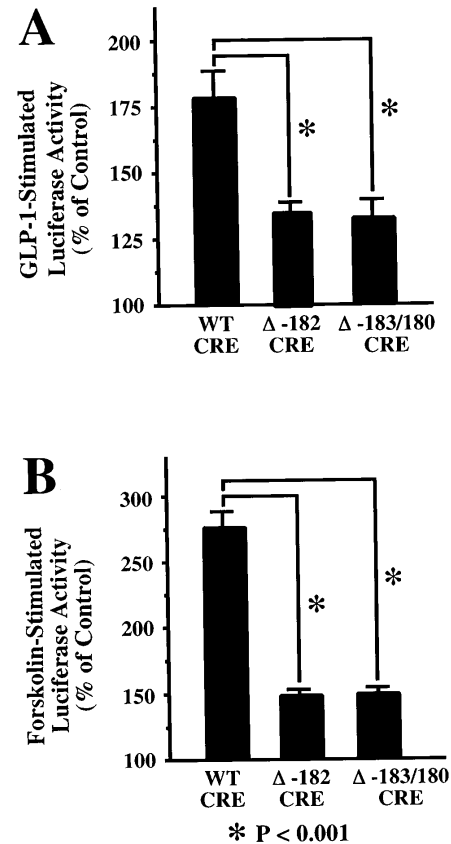 A
GLP-1-Stimulated
Luciferase Activity
(% of Control)
200
175
150
125
100
*
*
WT
CRE
Δ -182
CRE
Δ -183/180
CRE
B
Forskolin-Stimulated
Luciferase Activity
(% of Control)
300
250
200
150
100
*
*
WT
CRE
Δ -182
CRE
Δ -183/180
CRE
* P < 0.001